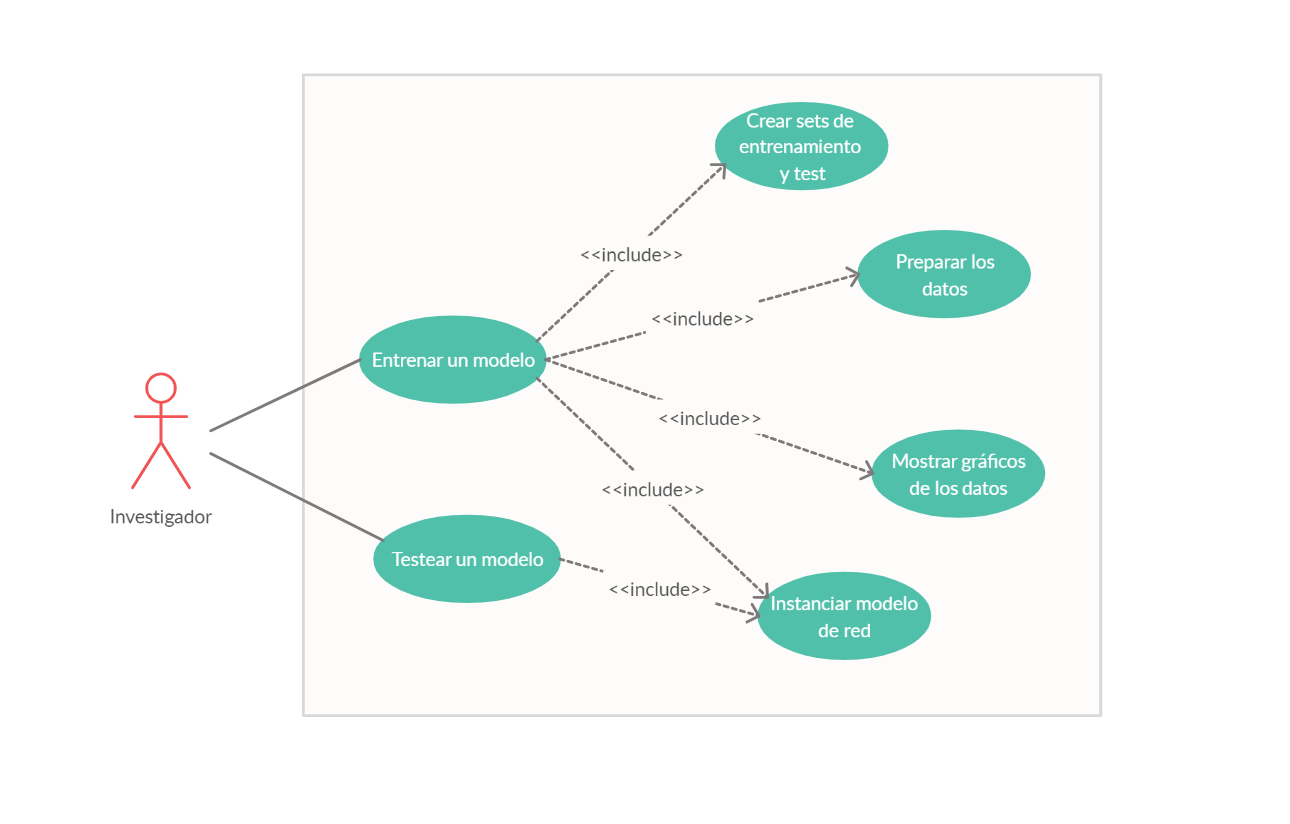 Crear sets de
entrenamiento
y test
<<include>>
Preparar los
datos
<<include>>
Entrenar un modelo
<<include>>
Mostrar gráficos
de los datos
<<include>>
Investigador
Testear un modelo
<<include>>
Instanciar modelo
de red